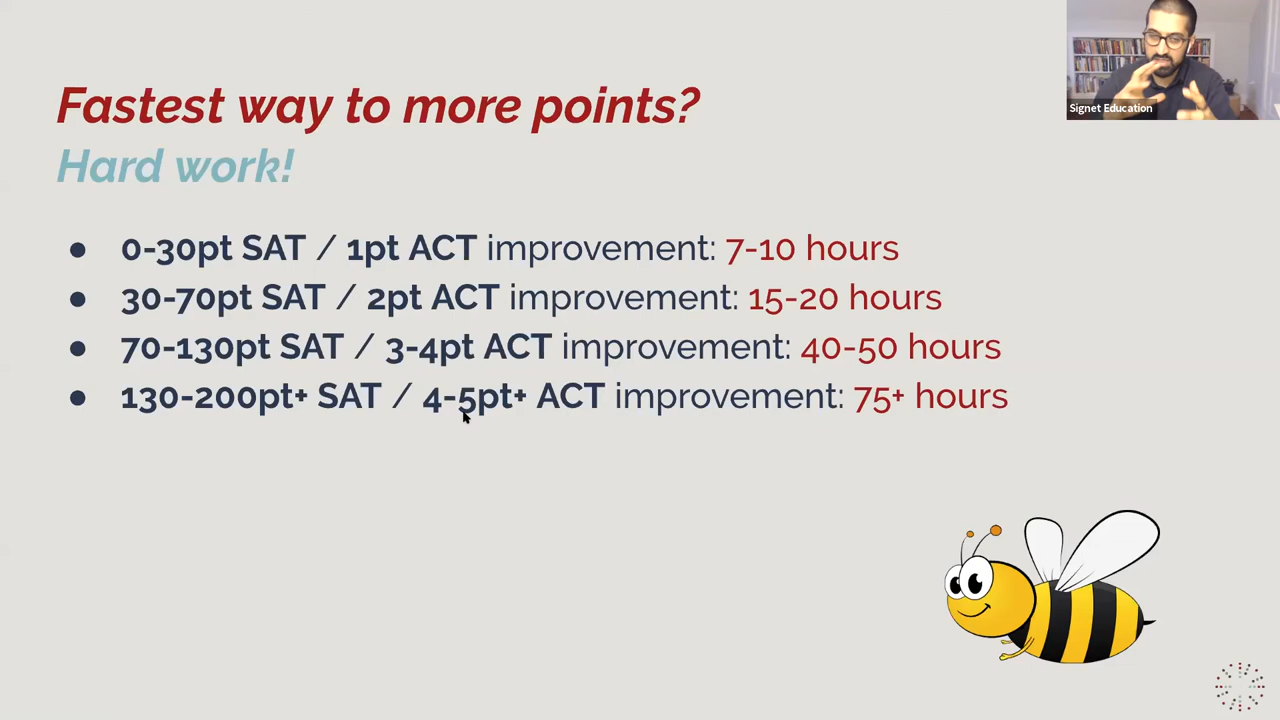 Fastest way to more points?
Hard work!
● 0-30pt SAT / 1pt ACT improvement: 7-10 hours
● 30-70pt SAT / 2pt ACT improvement: 15-20 hours
● 70-130pt SAT / 3-4pt ACT improvement: 40-50 hours
● 130-200pt+ SAT / 4-5pt+ ACT improvement: 75+ hours
Signet Education